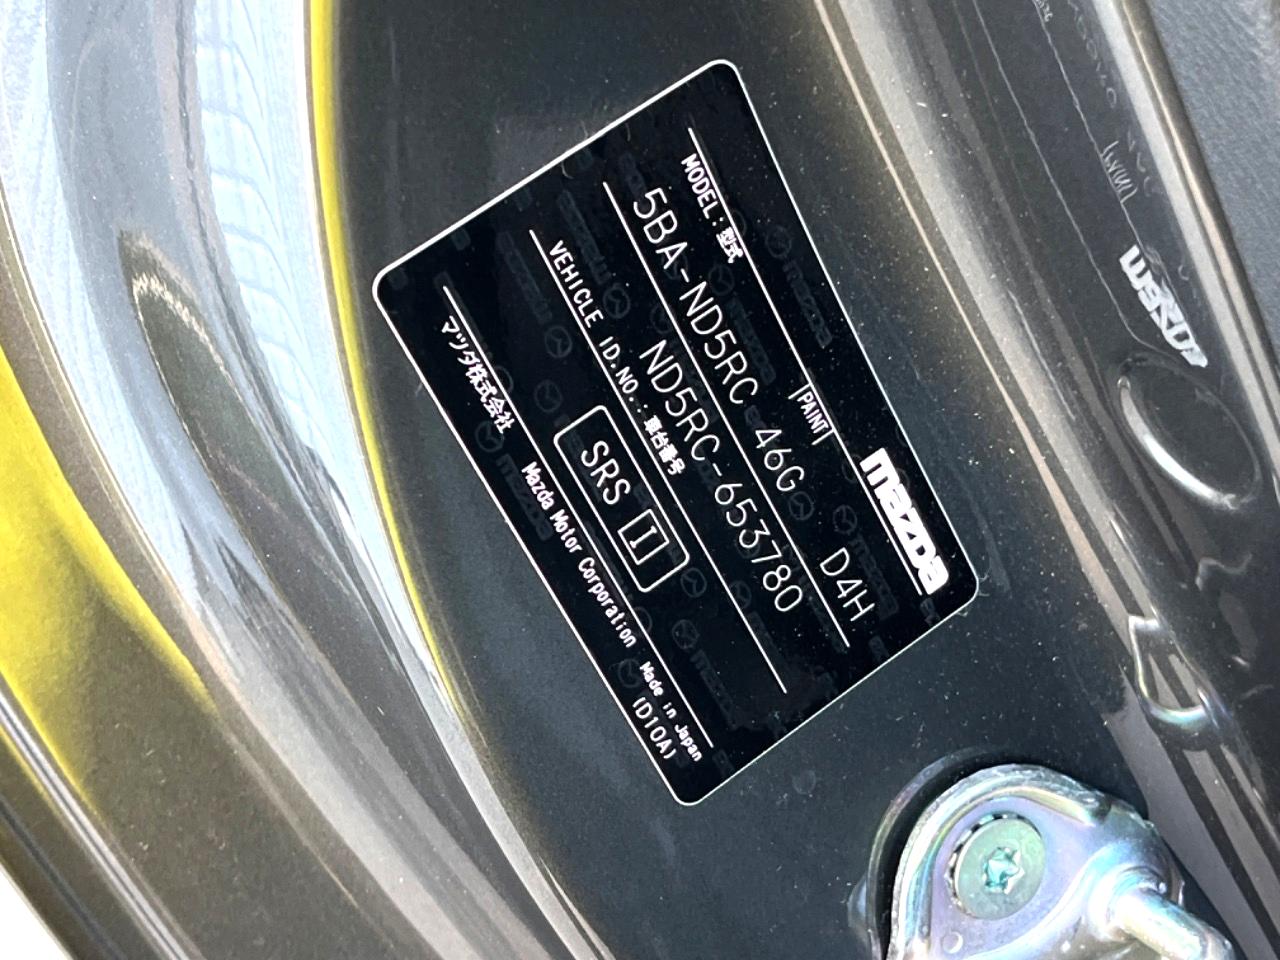 mazda
MODEL:型式 PAINT
5BA-ND5RC 46G D4H
VEHICLE ID.NO.:車台番号
ND5RC-653780
SRS II
マツダ株式会社 Mazda Motor Corporation Made in Japan
(D10A)